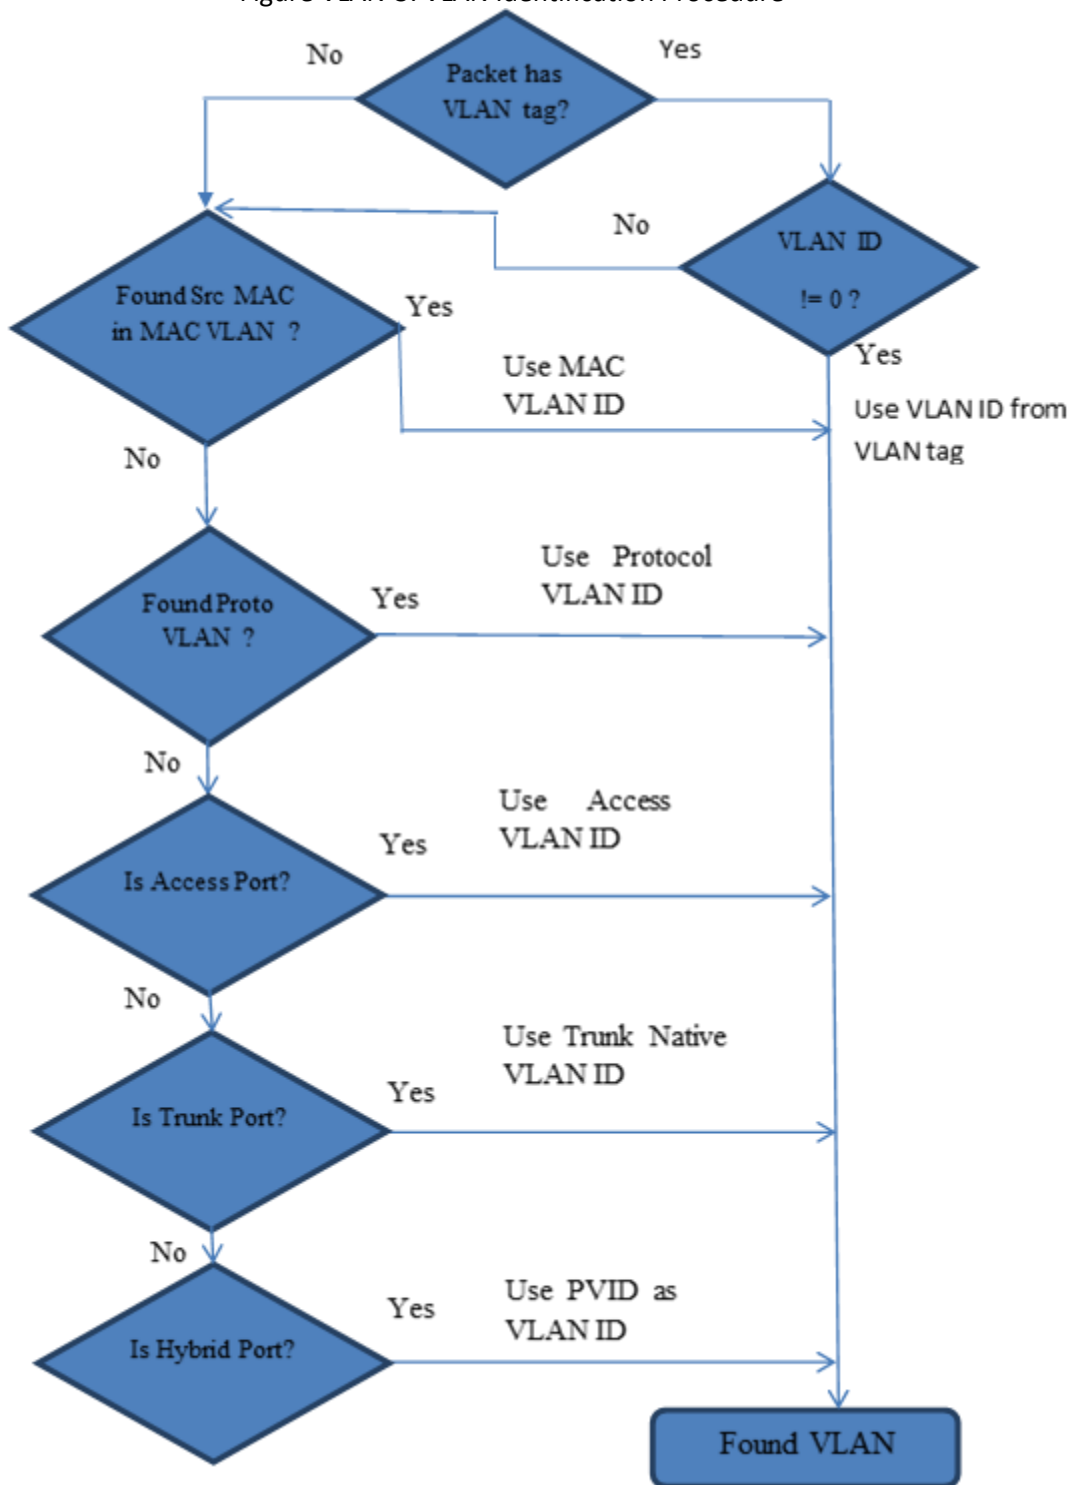 No
Packet has
VLAN tag?
Yes
No
VLAN ID
!= 0 ?
Found Src MAC
in MAC VLAN ?
Yes
Yes
Use MAC
VLAN ID
Use VLAN ID from
VLAN tag
No
Found Proto
VLAN ?
Yes
Use Protocol
VLAN ID
No
Is Access Port?
Yes
Use Access
VLAN ID
No
Is Trunk Port?
Yes
Use Trunk Native
VLAN ID
No
Is Hybrid Port?
Yes
Use PVID as
VLAN ID
Found VLAN